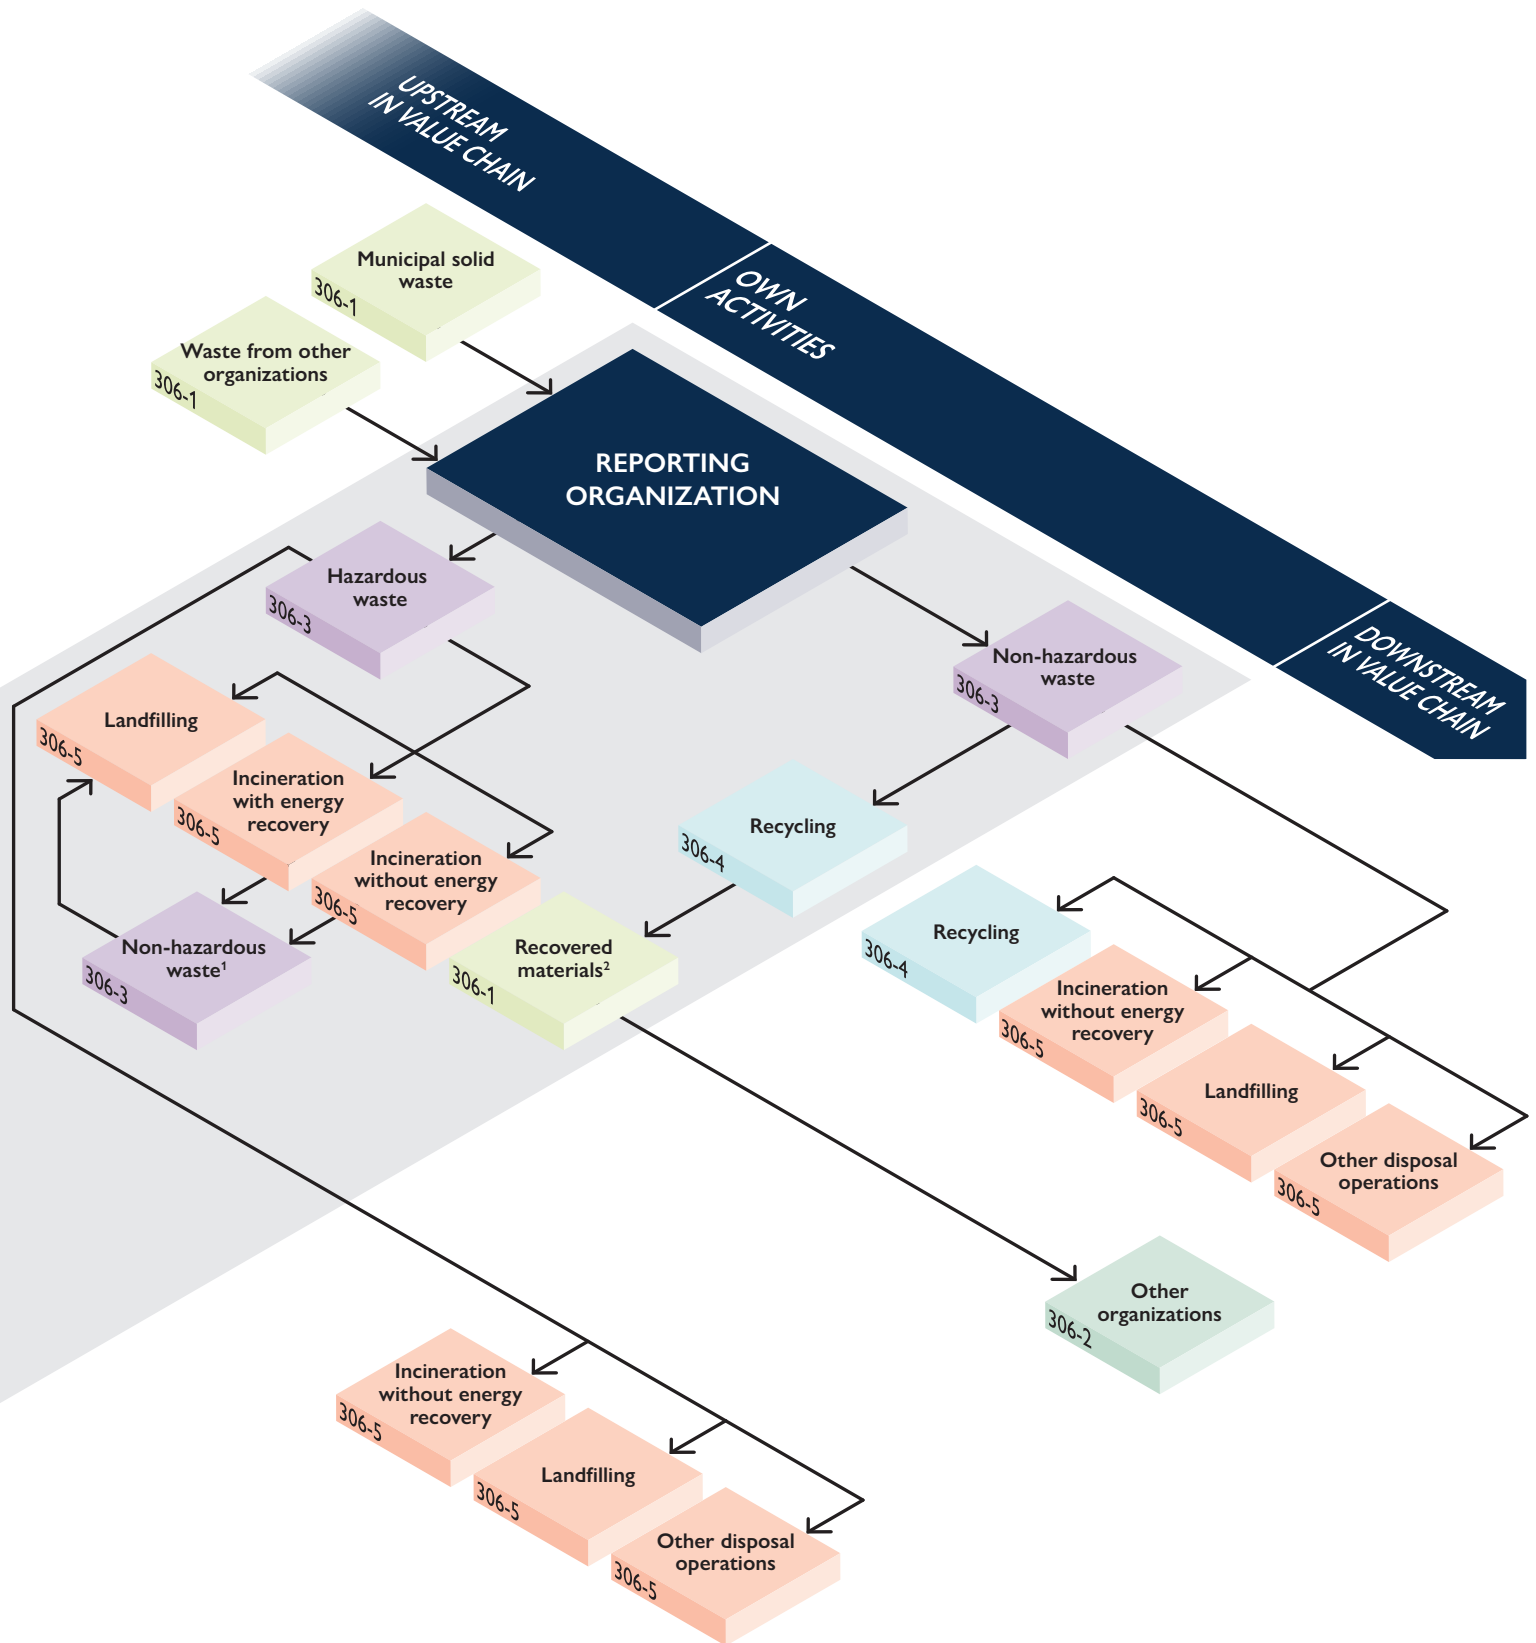 UPSTREAM
IN VALUE CHAIN
OWN
ACTIVITIES
DOWNSTREAM
IN VALUE CHAIN
Municipal solid
waste
306-1
Waste from other
organizations
306-1
REPORTING
ORGANIZATION
Hazardous
waste
306-3
Non-hazardous
waste
306-3
Landfilling
306-5
Incineration
with energy
recovery
306-5
Incineration
without energy
recovery
306-5
Non-hazardous
waste¹
306-3
Recycling
306-4
Recovered
materials²
306-1
Recycling
306-4
Incineration
without energy
recovery
306-5
Landfilling
306-5
Other disposal
operations
306-5
Other
organizations
306-2
Incineration
without energy
recovery
306-5
Landfilling
306-5
Other disposal
operations
306-5